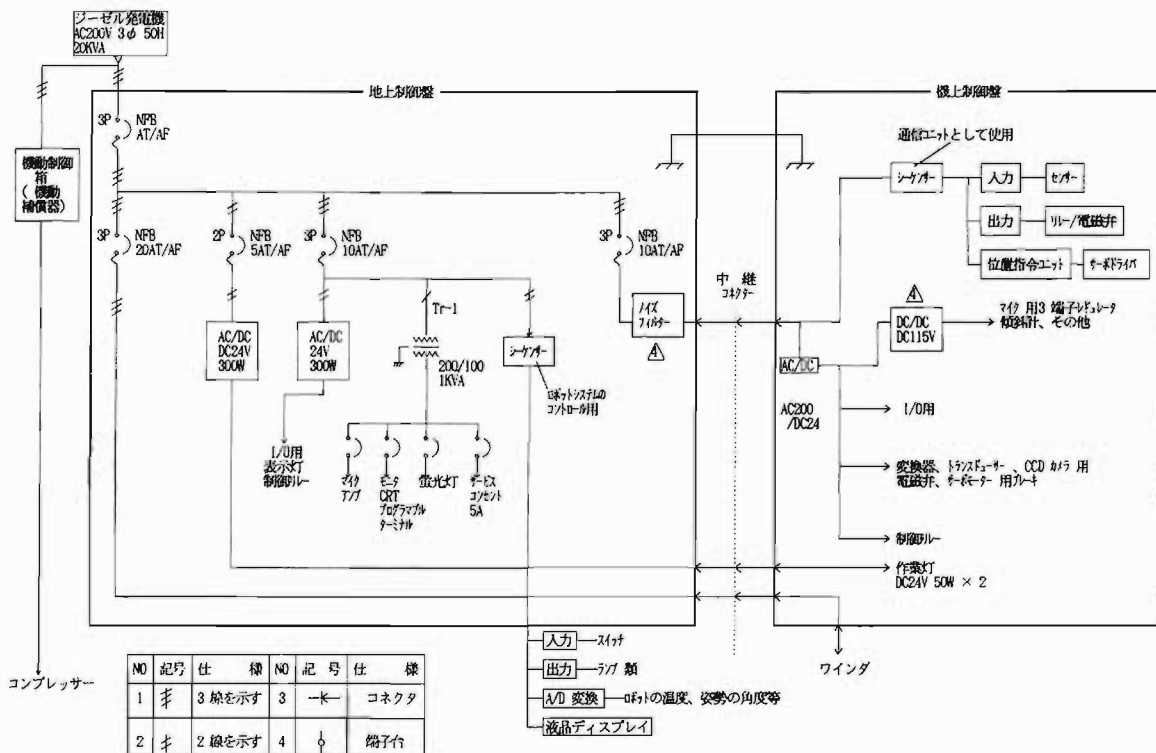 ジーゼル発電機
AC200V 3φ 50H
20KVA
地上制御盤
機上制御盤
3P NFB
AT/AF
機動制御
箱
( 機動
補償器)
3P NFB
20AT/AF
2P NFB
5AT/AF
3P NFB
10AT/AF
3P NFB
10AT/AF
通信ユニットとして使用
シーケンサー
入力
センサー
出力
リレー/電磁弁
位置指令ユニット
サーボドライバ
中 継
コネクター
ノイズ
フィルター
4
Tr-1
AC/DC
DC24V
300W
AC/DC
24V
300W
200/100
1KVA
シーケンサー
ロボットシステムの
コントロール用
4
DC/DC
DC115V
マイク 用3 端子レギュレータ
傾斜計、その他
AC/DC
AC200
/DC24
I/O用
I/O用
表示灯
制御リレー
マイク
アンプ
モニタ
CRT
プログラマブル
ターミナル
蛍光灯
サービス
コンセント
5A
変換器、トランスデューサー 、CCD カメラ 用
電磁弁、サーボモーター 用ブレーキ
制御リレー
作業灯
DC24V 50W × 2
ワインダ
コンプレッサー
入力 スイッチ
出力 ランプ 類
A/D 変換 ロボットの温度、姿勢の角度等
液晶ディスプレイ
NO 記号 仕 様 NO 記 号 仕 様
1 3 線を示す 3 コネクタ
2 2 線を示す 4 端子台